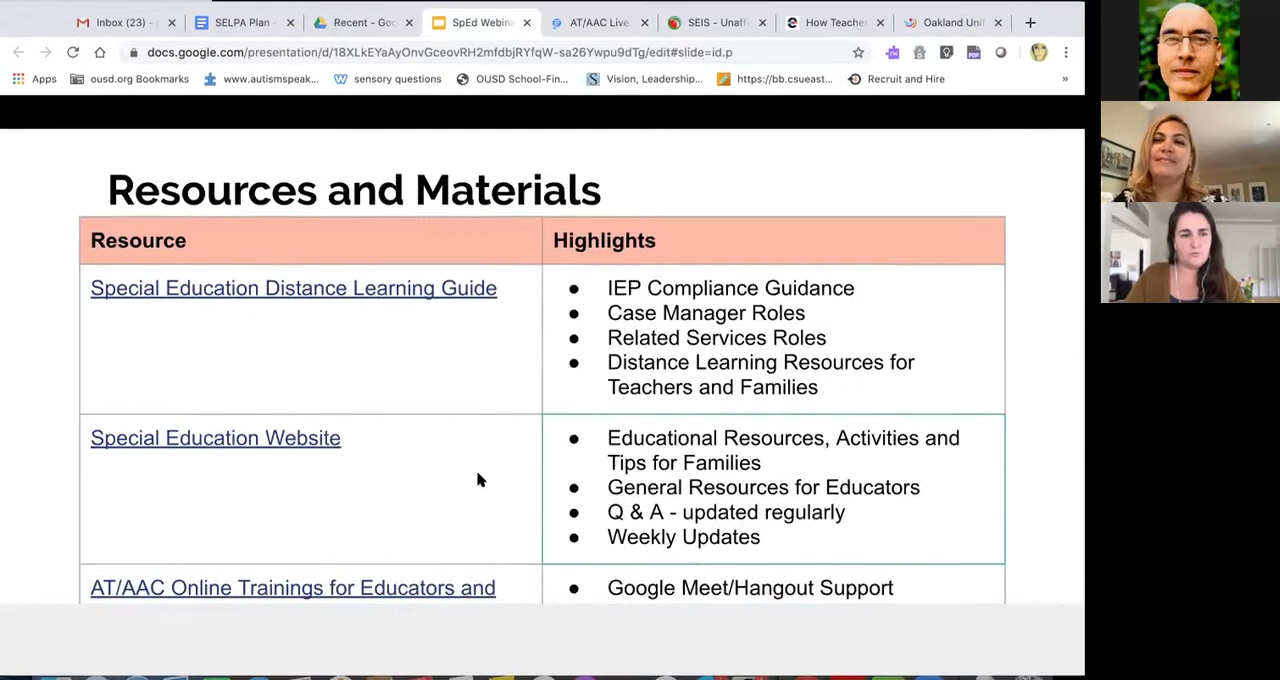 Inbox (23) -
SELPA Plan -
Recent - Goo
SpEd Webina
AT/AAC Live
SEIS - Unaffi
How Teache
Oakland Unif
docs.google.com/presentation/d/18XLkEYaAyOnvGceovRH2mfdbjRYfqW-sa26Ywpu9dTg/edit#slide=id.p
Apps
ousd.org Bookmarks
www.autismspeak...
sensory questions
OUSD School-Fin...
Vision, Leadership...
https://bb.csueast...
Recruit and Hire
»
Resources and Materials
Resource
Highlights
Special Education Distance Learning Guide
● IEP Compliance Guidance
● Case Manager Roles
● Related Services Roles
● Distance Learning Resources for
Teachers and Families
Special Education Website
● Educational Resources, Activities and
Tips for Families
● General Resources for Educators
● Q & A - updated regularly
● Weekly Updates
AT/AAC Online Trainings for Educators and
● Google Meet/Hangout Support